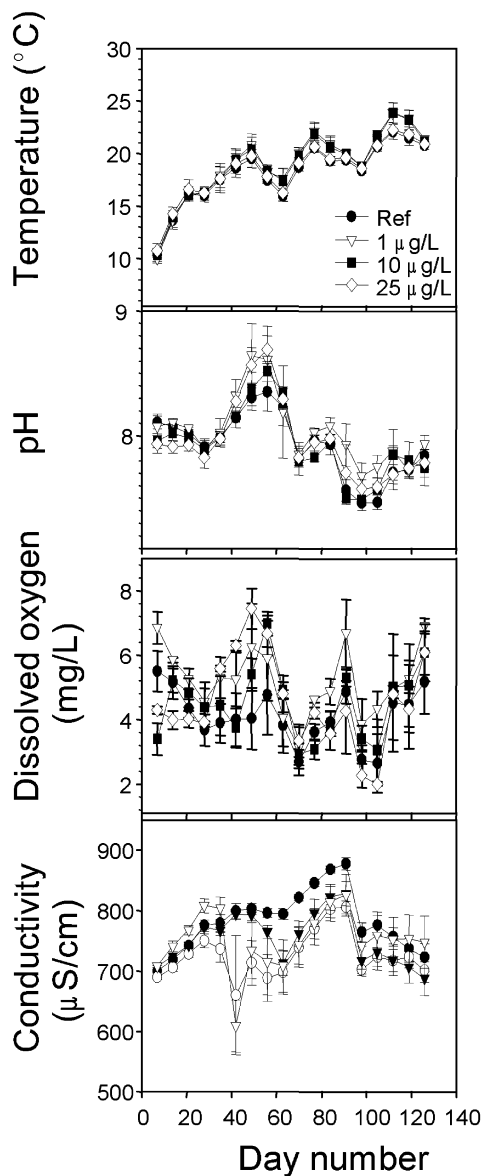 Temperature (°C)
30
25
20
15
10
Ref
1 μg/L
10 μg/L
25 μg/L
pH
9
8
Dissolved oxygen
(mg/L)
8
6
4
2
Conductivity
(μS/cm)
900
800
700
600
500
0 20 40 60 80 100 120 140
Day number